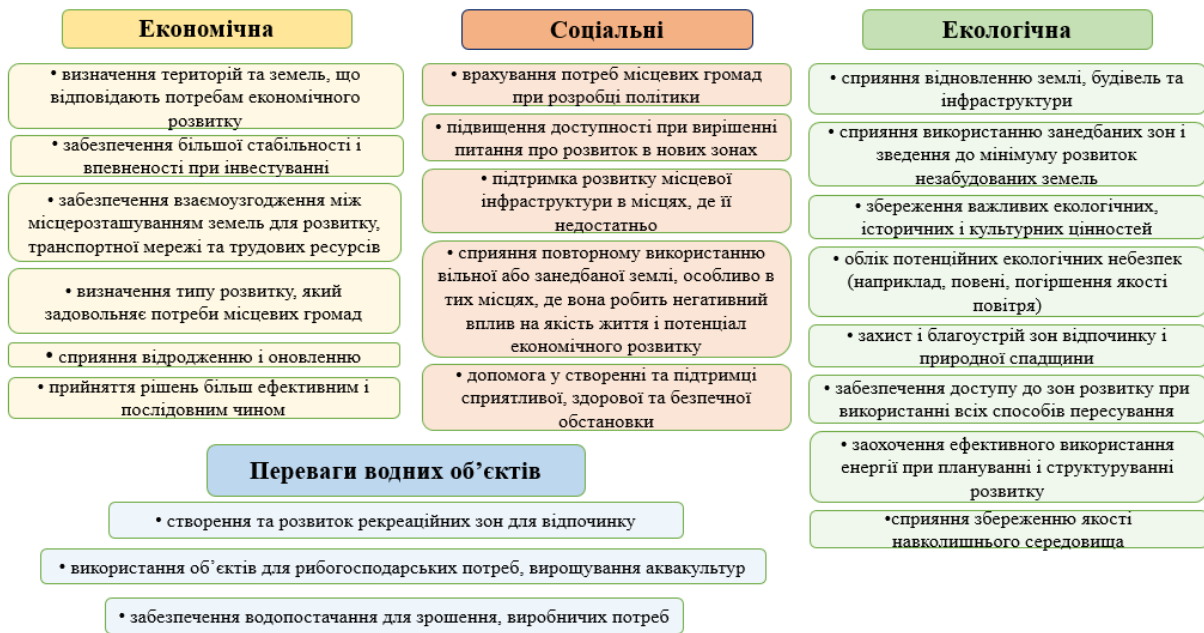 Економічна
• визначення територій та земель, що
відповідають потребам економічного
розвитку
• забезпечення більшої стабільності і
впевненості при інвестуванні
• забезпечення взаємоузгодження між
місцерозташуванням земель для розвитку,
транспортної мережі та трудових ресурсів
• визначення типу розвитку, який
задовольняє потреби місцевих громад
• сприяння відродженню і оновленню
• прийняття рішень більш ефективним і
послідовним чином
Соціальні
• врахування потреб місцевих громад
при розробці політики
• підвищення доступності при вирішенні
питання про розвиток в нових зонах
• підтримка розвитку місцевої
інфраструктури в місцях, де її
недостатньо
• сприяння повторному використанню
вільної або занедбаної землі, особливо в
тих місцях, де вона робить негативний
вплив на якість життя і потенціал
економічного розвитку
• допомога у створенні та підтримці
сприятливої, здорової та безпечної
обстановки
Екологічна
• сприяння відновленню землі, будівель та
інфраструктури
• сприяння використанню занедбаних зон і
зведення до мінімуму розвиток
незабудованих земель
• збереження важливих екологічних,
історичних і культурних цінностей
• облік потенційних екологічних небезпек
(наприклад, повені, погіршення якості
повітря)
• захист і благоустрій зон відпочинку і
природної спадщини
• забезпечення доступу до зон розвитку при
використанні всіх способів пересування
• заохочення ефективного використання
енергії при плануванні і структуруванні
розвитку
•сприяння збереженню якості
навколишнього середовища
Переваги водних об’єктів
• створення та розвиток рекреаційних зон для відпочинку
• використання об’єктів для рибогосподарських потреб, вирощування аквакультур
• забезпечення водопостачання для зрошення, виробничих потреб